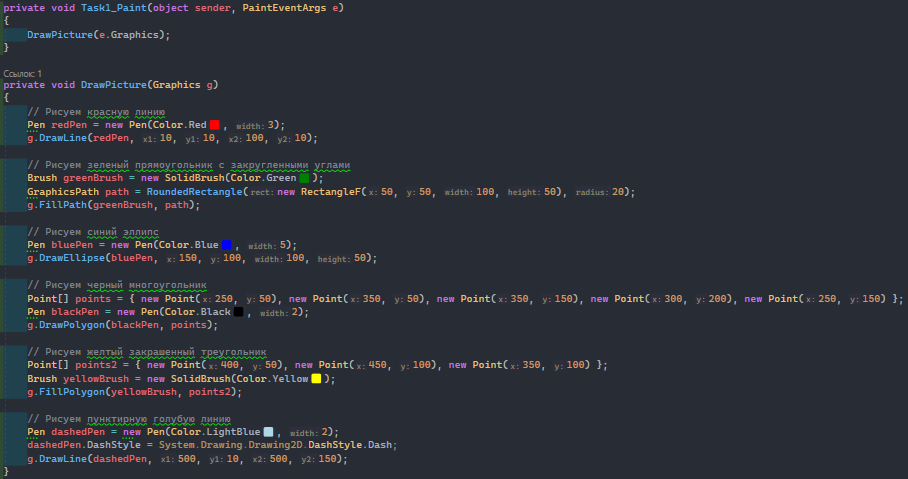 private void Task1_Paint(object sender, PaintEventArgs e)
{
DrawPicture(e.Graphics);
}
Ссылок: 1
private void DrawPicture(Graphics g)
{
// Рисуем красную линию
Pen redPen = new Pen(Color.Red, width: 3);
g.DrawLine(redPen, x1: 10, y1: 10, x2: 100, y2: 10);
// Рисуем зеленый прямоугольник с закругленными углами
Brush greenBrush = new SolidBrush(Color.Green);
GraphicsPath path = RoundedRectangle(rect: new RectangleF(x: 50, y: 50, width: 100, height: 50), radius: 20);
g.FillPath(greenBrush, path);
// Рисуем синий эллипс
Pen bluePen = new Pen(Color.Blue, width: 5);
g.DrawEllipse(bluePen, x: 150, y: 100, width: 100, height: 50);
// Рисуем черный многоугольник
Point[] points = { new Point(x: 250, y: 50), new Point(x: 350, y: 50), new Point(x: 350, y: 150), new Point(x: 300, y: 200), new Point(x: 250, y: 150) };
Pen blackPen = new Pen(Color.Black, width: 2);
g.DrawPolygon(blackPen, points);
// Рисуем желтый закрашенный треугольник
Point[] points2 = { new Point(x: 400, y: 50), new Point(x: 450, y: 100), new Point(x: 350, y: 100) };
Brush yellowBrush = new SolidBrush(Color.Yellow);
g.FillPolygon(yellowBrush, points2);
// Рисуем пунктирную голубую линию
Pen dashedPen = new Pen(Color.LightBlue, width: 2);
dashedPen.DashStyle = System.Drawing.Drawing2D.DashStyle.Dash;
g.DrawLine(dashedPen, x1: 500, y1: 10, x2: 500, y2: 150);
}